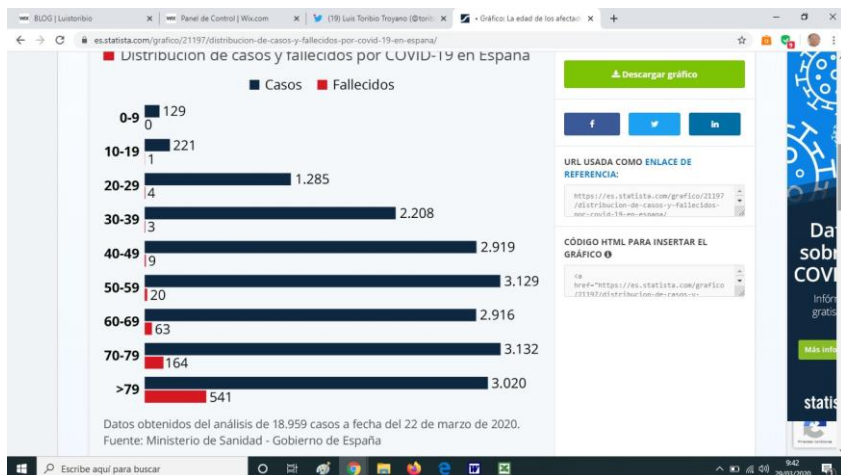 BLOG | Luistoribio
Panel de Control | Wix.com
(19) Luis Toribio Troyano (@torib
• Gráfico: La edad de los afectad
es.statista.com/grafico/21197/distribucion-de-casos-y-fallecidos-por-covid-19-en-espana/
Distribución de casos y fallecidos por COVID-19 en España
Casos Fallecidos
0-9 129
0
10-19 221
1
20-29 1.285
4
30-39 2.208
3
40-49 2.919
9
50-59 3.129
20
60-69 2.916
63
70-79 3.132
164
>79 3.020
541
Datos obtenidos del análisis de 18.959 casos a fecha del 22 de marzo de 2020.
Fuente: Ministerio de Sanidad - Gobierno de España
Descargar gráfico
URL USADA COMO ENLACE DE
REFERENCIA:
https://es.statista.com/grafico/21197
/distribucion-de-casos-y-fallecidos-
por-covid-19-en-espana/
CÓDIGO HTML PARA INSERTAR EL
GRÁFICO
<a
href="https://es.statista.com/grafico
/21197/distribucion-de-casos-y-
Da
sobr
COVI
Infór
gratis
Más info
statis
Escribe aquí para buscar
9:42
29/03/2020